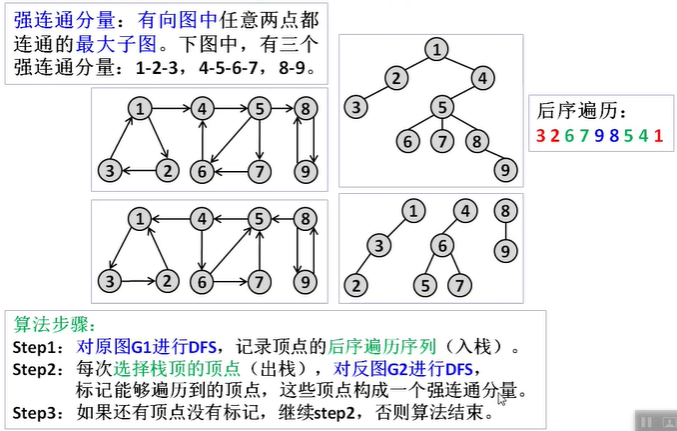 强连通分量：有向图中任意两点都
连通的最大子图。下图中，有三个
强连通分量：1-2-3，4-5-6-7，8-9。
1 4 5 8
3 2 6 7 9
1
2 4
3 5
6 7 8
9
后序遍历：
3 2 6 7 9 8 5 4 1
1 4 5 8
3 2 6 7 9
1 4 8
3 6 9
2 5 7
算法步骤：
Step1：对原图G1进行DFS，记录顶点的后序遍历序列（入栈）。
Step2：每次选择栈顶的顶点（出栈），对反图G2进行DFS，
标记能够遍历到的顶点，这些顶点构成一个强连通分量。
Step3：如果还有顶点没有标记，继续step2，否则算法结束。